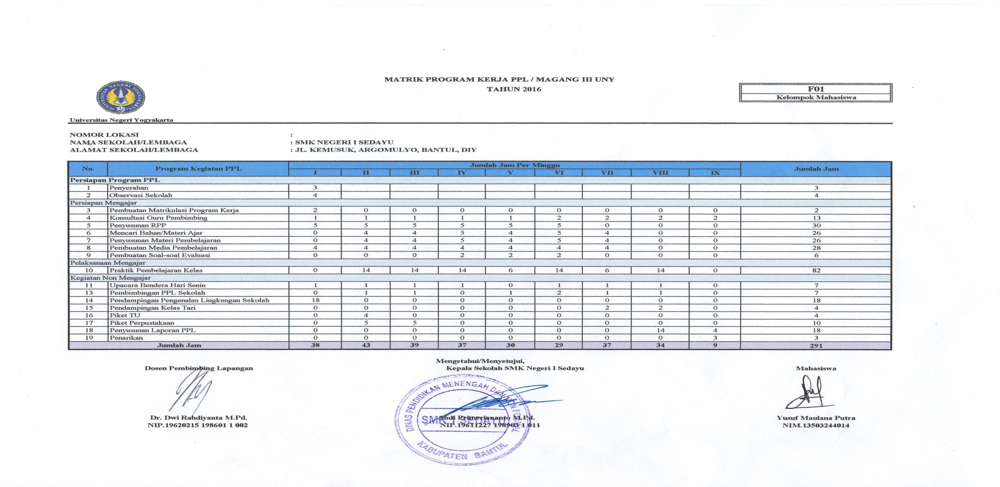 MATRIK PROGRAM KERJA PPL / MAGANG III UNY
TAHUN 2016
F01
Kelompok Mahasiswa
UNIVERSITAS NEGERI YOGYAKARTA
UNY
Universitas Negeri Yogyakarta
NOMOR LOKASI :
NAMA SEKOLAH/LEMBAGA : SMK NEGERI I SEDAYU
ALAMAT SEKOLAH/LEMBAGA : JL. KEMUSUK, ARGOMULYO, BANTUL, DIY
No. Program Kegiatan PPL Jumlah Jam Per Minggu Jumlah Jam
I II III IV V VI VII VIII IX
Persiapan Program PPL
1 Penyerahan 3 3
2 Observasi Sekolah 4 4
Persiapan Mengajar
3 Pembuatan Matrikulasi Program Kerja 2 0 0 0 0 0 0 0 0 2
4 Konsultasi Guru Pembimbing 1 1 1 1 1 2 2 2 2 13
5 Penyusunan RPP 5 5 5 5 5 5 0 0 0 30
6 Mencari Bahan/Materi Ajar 0 4 4 5 4 5 4 0 0 26
7 Penyusunan Materi Pembelajaran 0 4 4 5 4 5 4 0 0 26
8 Pembuatan Media Pembelajaran 4 4 4 4 4 4 4 0 0 28
9 Pembuatan Soal-soal Evaluasi 0 0 0 2 2 2 0 0 0 6
Pelaksanaan Mengajar
10 Praktik Pembelajaran Kelas 0 14 14 14 6 14 6 14 0 82
Kegiatan Non Mengajar
11 Upacara Bendera Hari Senin 1 1 1 1 0 1 1 1 0 7
13 Pembimbingan PPL Sekolah 0 1 1 0 1 2 1 1 0 7
14 Pendampingan Pengenalan Lingkungan Sekolah 18 0 0 0 0 0 0 0 0 18
15 Pendampingan Kelas Tari 0 0 0 0 0 0 2 2 0 4
16 Piket TU 0 4 0 0 0 0 0 0 0 4
17 Piket Perpustakaan 0 5 5 0 0 0 0 0 0 10
18 Penyusunan Laporan PPL 0 0 0 0 0 0 0 14 4 18
19 Penarikan 0 0 0 0 0 0 0 0 3 3
Jumlah Jam 38 43 39 37 30 29 37 34 9 291
Mengetahui/Menyetujui,
Dosen Pembimbing Lapangan Kepala Sekolah SMK Negeri I Sedayu Mahasiswa
DINAS PENDIDIKAN MENENGAH DAN NON FORMAL
SMK 1 SEDAYU
KABUPATEN BANTUL
Dr. Dwi Rahdiyanta M.Pd. Andi Primeriananto M.Pd. Yusuf Maulana Putra
NIP.19620215 198601 1 002 NIP.19611227 198903 1 011 NIM.13503244014